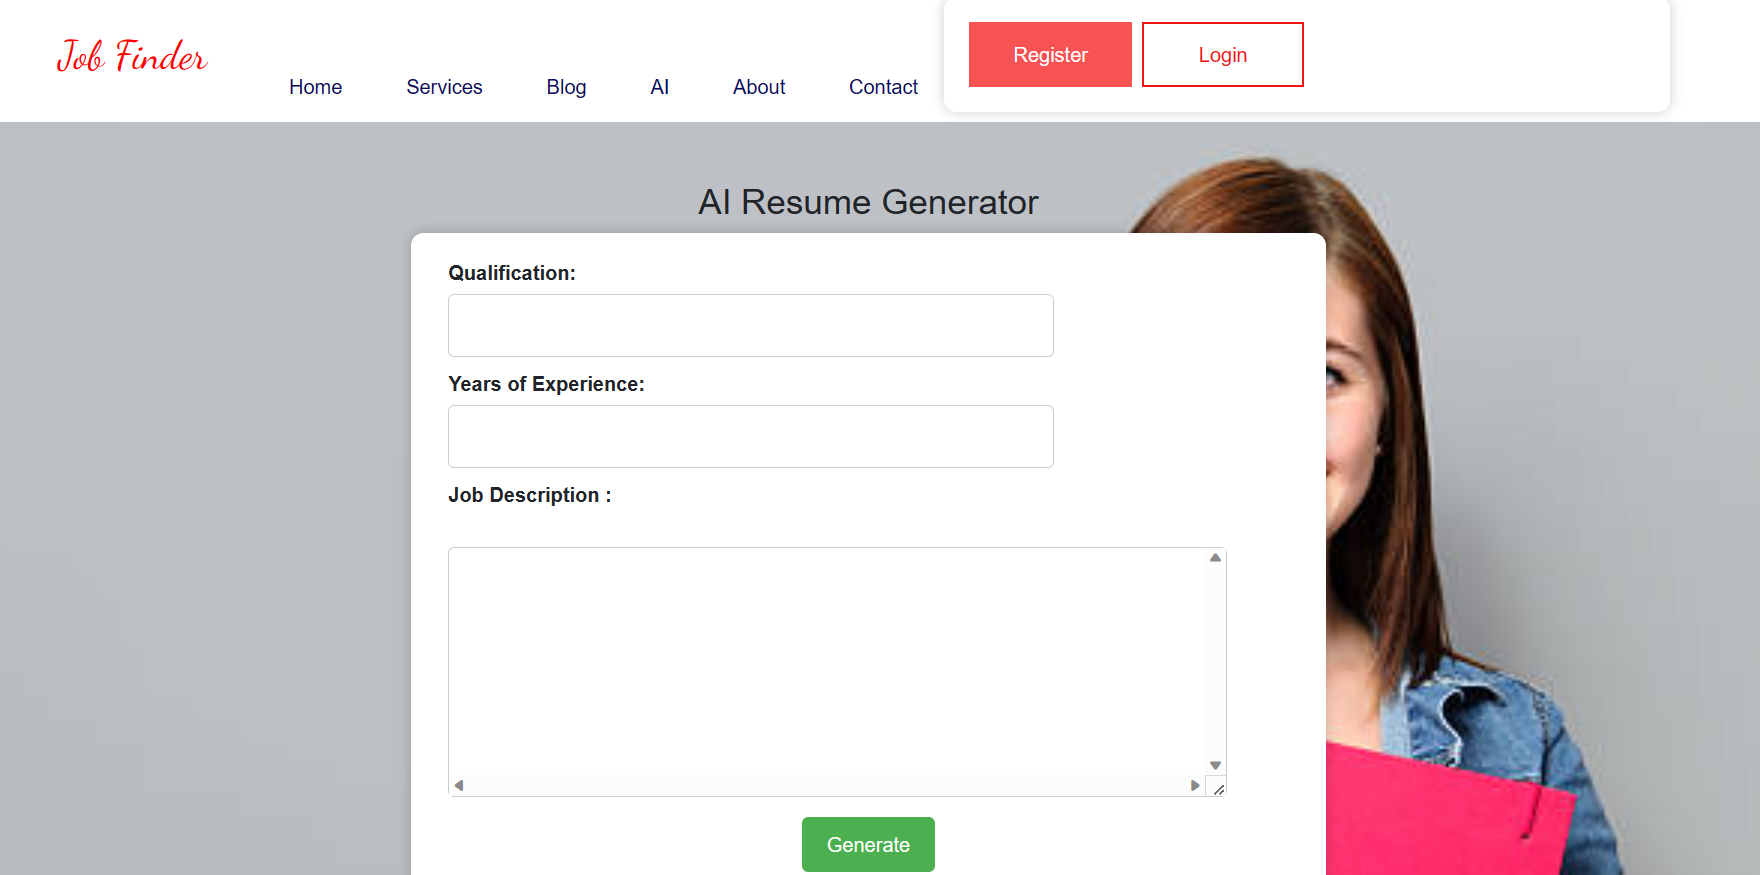 Job Finder
Home Services Blog AI About Contact
Register Login
AI Resume Generator
Qualification:
Years of Experience:
Job Description :
Generate